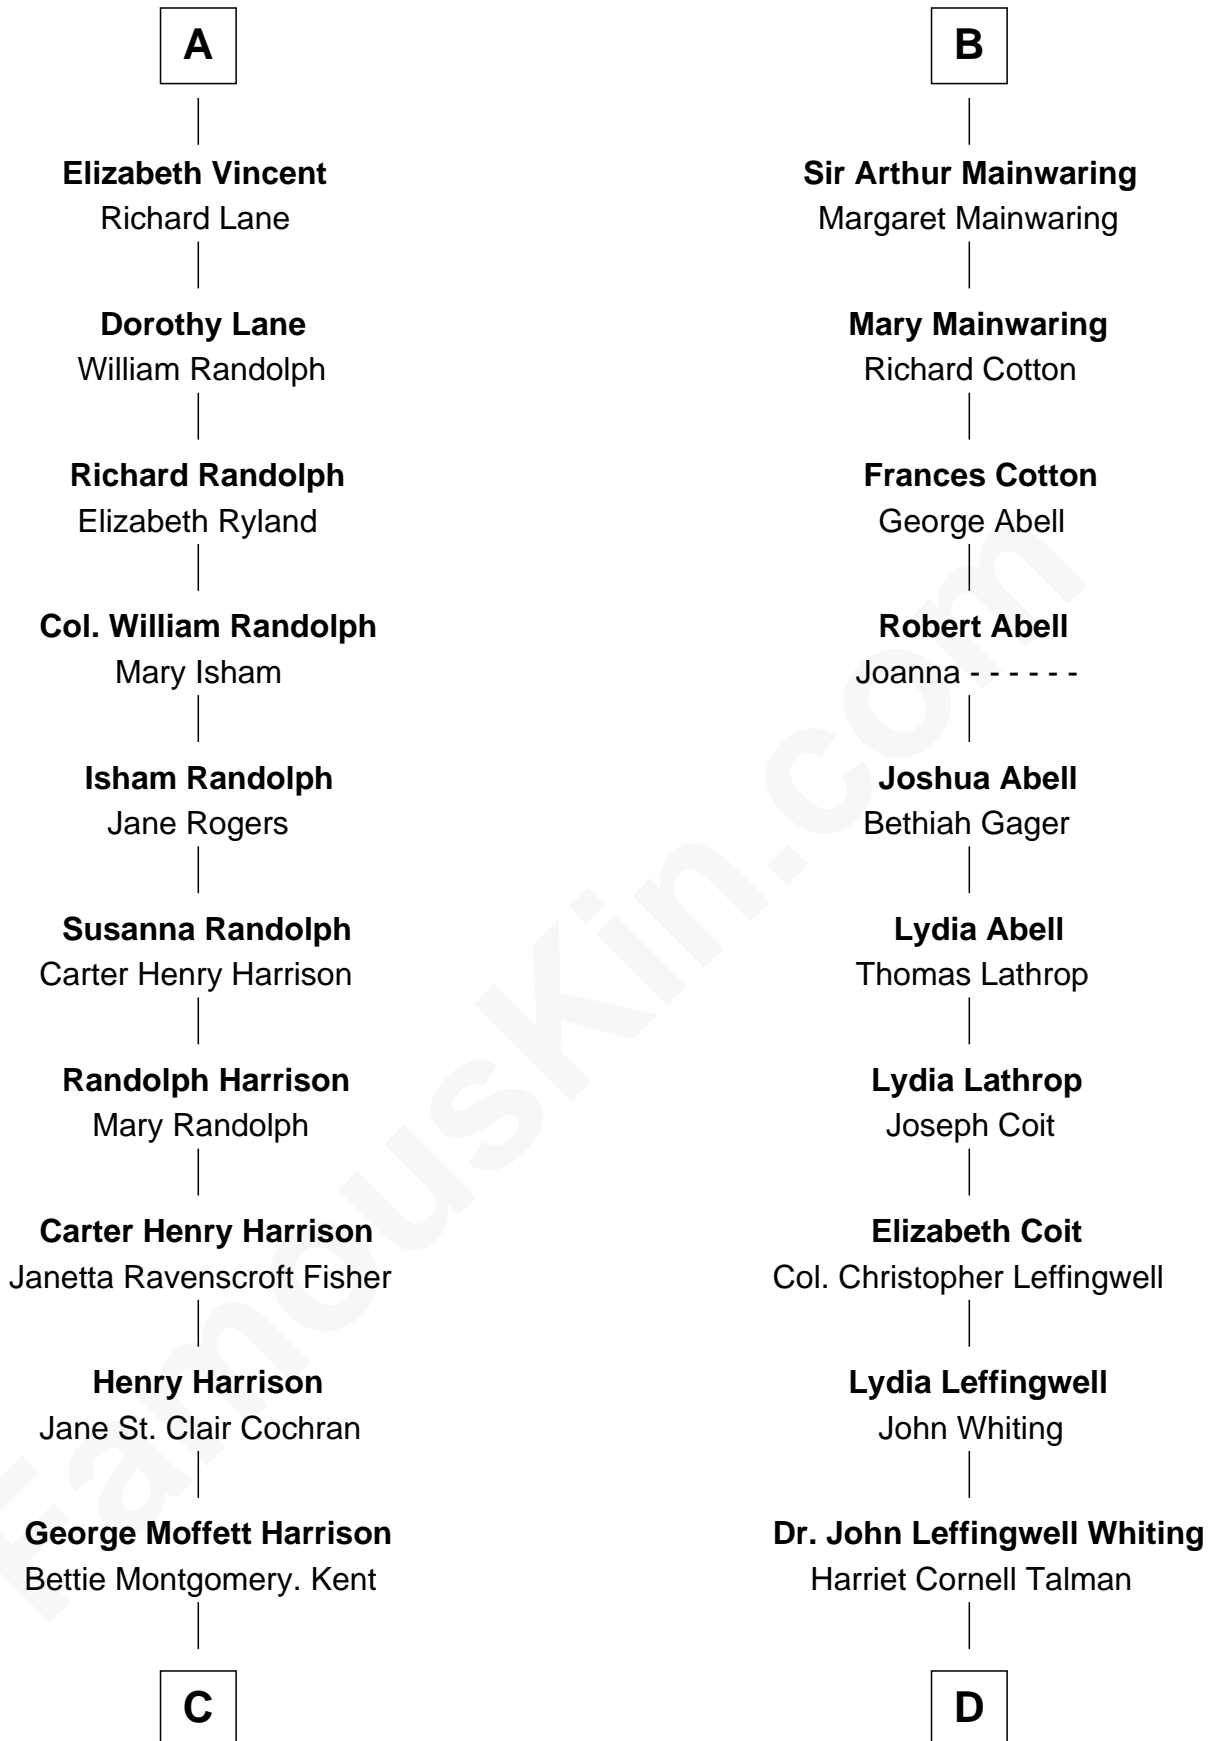 A
Elizabeth Vincent
Richard Lane
Dorothy Lane
William Randolph
Richard Randolph
Elizabeth Ryland
Col. William Randolph
Mary Isham
Isham Randolph
Jane Rogers
Susanna Randolph
Carter Henry Harrison
Randolph Harrison
Mary Randolph
Carter Henry Harrison
Janetta Ravenscroft Fisher
Henry Harrison
Jane St. Clair Cochran
George Moffett Harrison
Bettie Montgomery. Kent
C
B
Sir Arthur Mainwaring
Margaret Mainwaring
Mary Mainwaring
Richard Cotton
Frances Cotton
George Abell
Robert Abell
Joanna - - - - - -
Joshua Abell
Bethiah Gager
Lydia Abell
Thomas Lathrop
Lydia Lathrop
Joseph Coit
Elizabeth Coit
Col. Christopher Leffingwell
Lydia Leffingwell
John Whiting
Dr. John Leffingwell Whiting
Harriet Cornell Talman
D
FamousKin.com